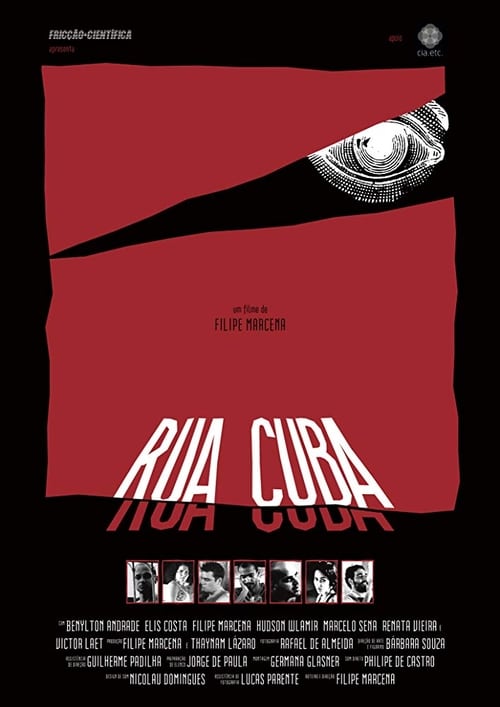 FRICÇÃO-CIENTÍFICA
apresenta
apoio
cia.etc.
um filme de
FILIPE MARCENA
RUA CUBA
COM BENYLTON ANDRADE ELIS COSTA FILIPE MARCENA HUDSON WLAMIR MARCELO SENA RENATA VIEIRA E
VICTOR LAET PRODUÇÃO FILIPE MARCENA E THAYNAM LÁZARO FOTOGRAFIA RAFAEL DE ALMEIDA DIREÇÃO DE ARTE E FIGURINO BÁRBARA SOUZA
ASSISTÊNCIA DE DIREÇÃO GUILHERME PADILHA PREPARAÇÃO DE ELENCO JORGE DE PAULA MONTAGEM GERMANA GLASNER SOM DIRETO PHILIPE DE CASTRO
DESIGN DE SOM NICOLAU DOMINGUES ASSISTÊNCIA DE FOTOGRAFIA LUCAS PARENTE ROTEIRO E DIREÇÃO FILIPE MARCENA